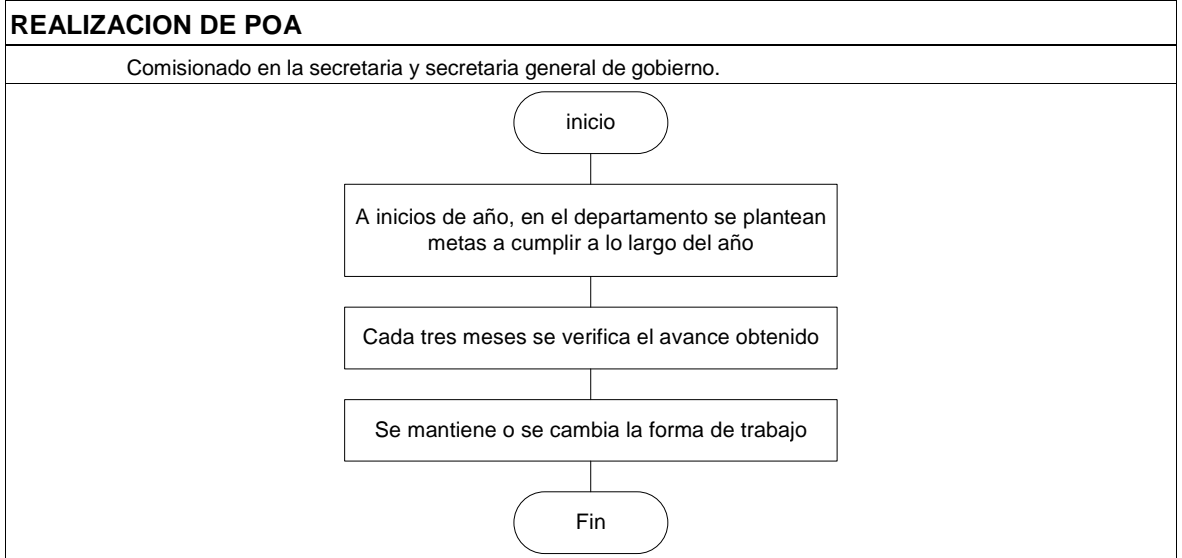 REALIZACION DE POA
Comisionado en la secretaria y secretaria general de gobierno.
inicio
A inicios de año, en el departamento se plantean
metas a cumplir a lo largo del año
Cada tres meses se verifica el avance obtenido
Se mantiene o se cambia la forma de trabajo
Fin